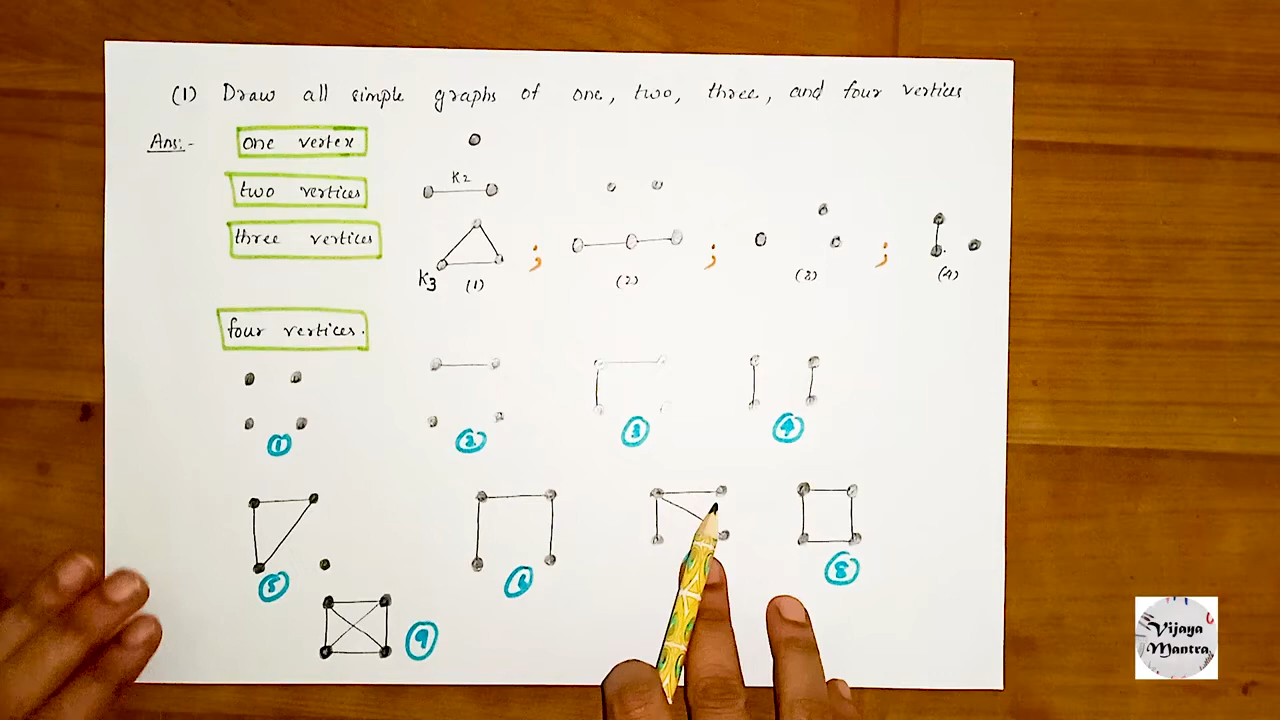 (1) Draw all simple graphs of one, two, three, and four vertices
Ans:-
one vertex
two vertices
K2
three vertices
;
;
;
K3
(1)
(2)
(3)
(4)
four vertices.
1
2
3
4
5
6
8
9
Vijaya
Mantra